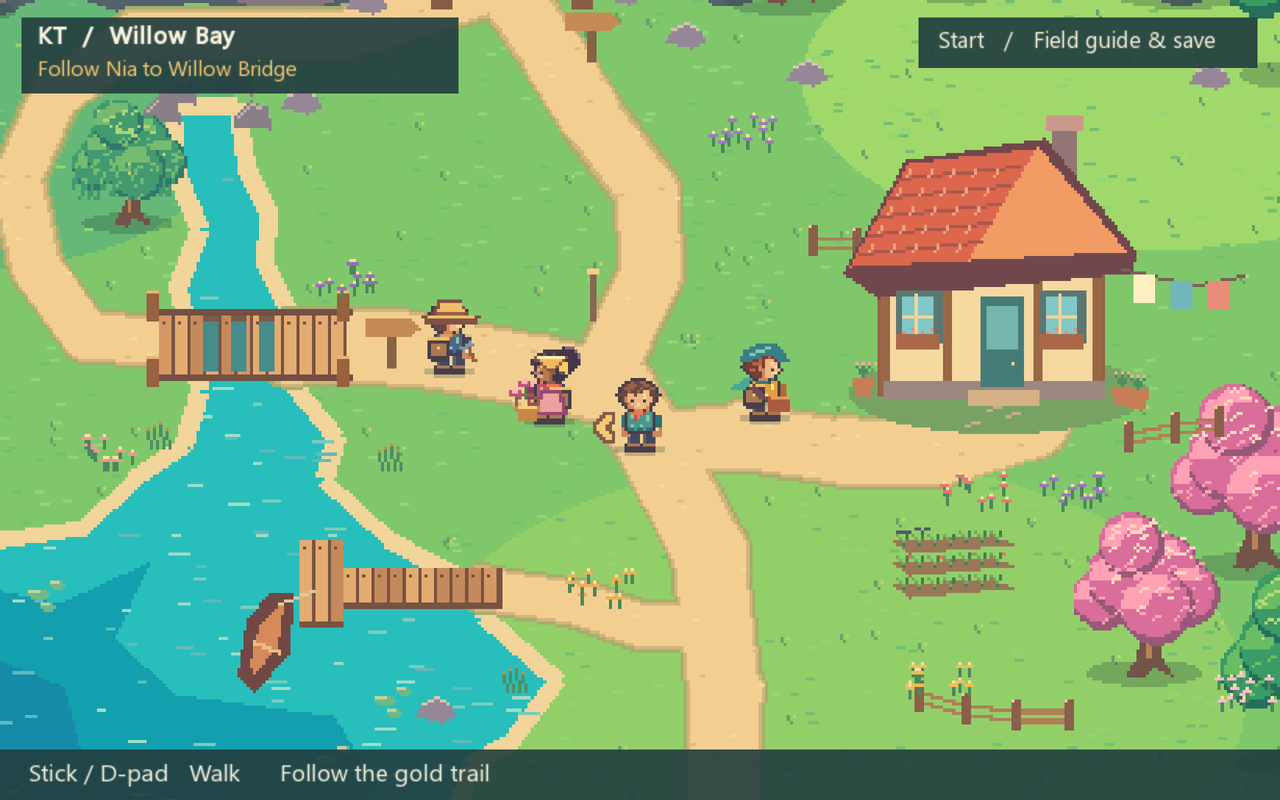 KT / Willow Bay
Follow Nia to Willow Bridge
Start / Field guide & save
Stick / D-pad Walk Follow the gold trail